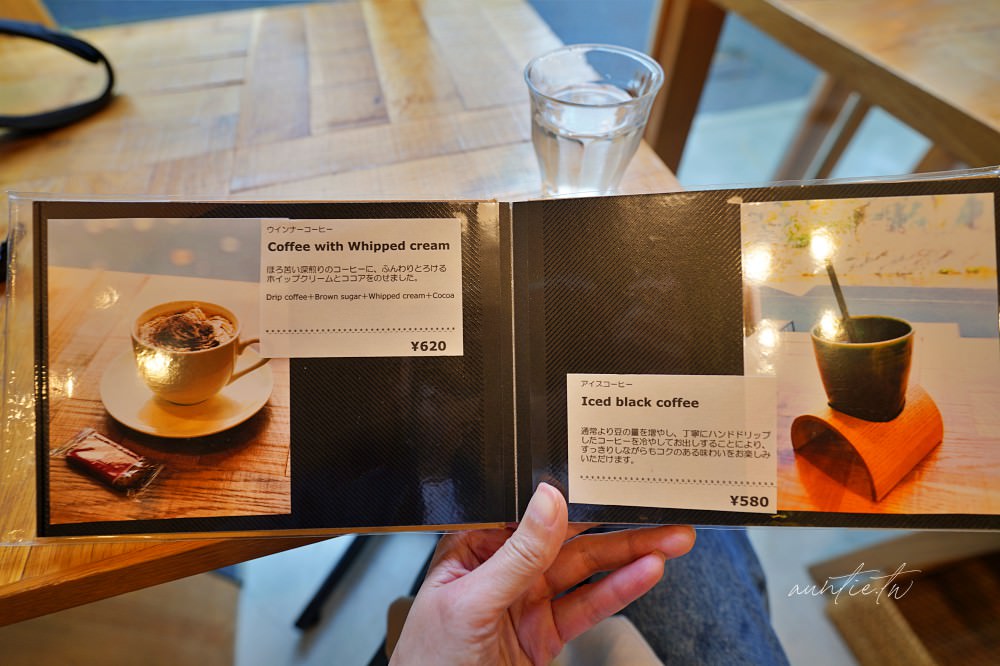 ウインナーコーヒー
Coffee with Whipped cream
ほろ苦い深煎りのコーヒーに、ふんわりとろける
ホイップクリームとココアをのせました。
Drip coffee+Brown sugar+Whipped cream+Cocoa
¥620
アイスコーヒー
Iced black coffee
通常より豆の量を増やし、丁寧にハンドドリップ
したコーヒーを冷やしてお出しすることにより、
すっきりしながらもコクのある味わいをお楽しみ
いただけます。
¥580
auntie.tw